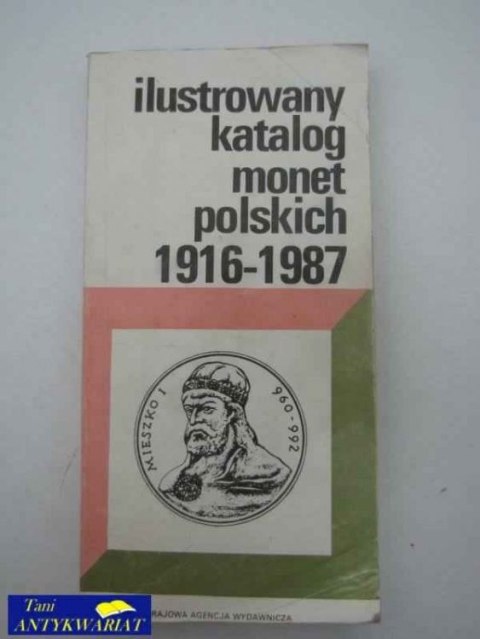 ilustrowany
katalog
monet
polskich
1916-1987
MIESZKO I
960-992
RAJOWA AGENCJA WYDAWNICZA
Tani
ANTYKWARIAT